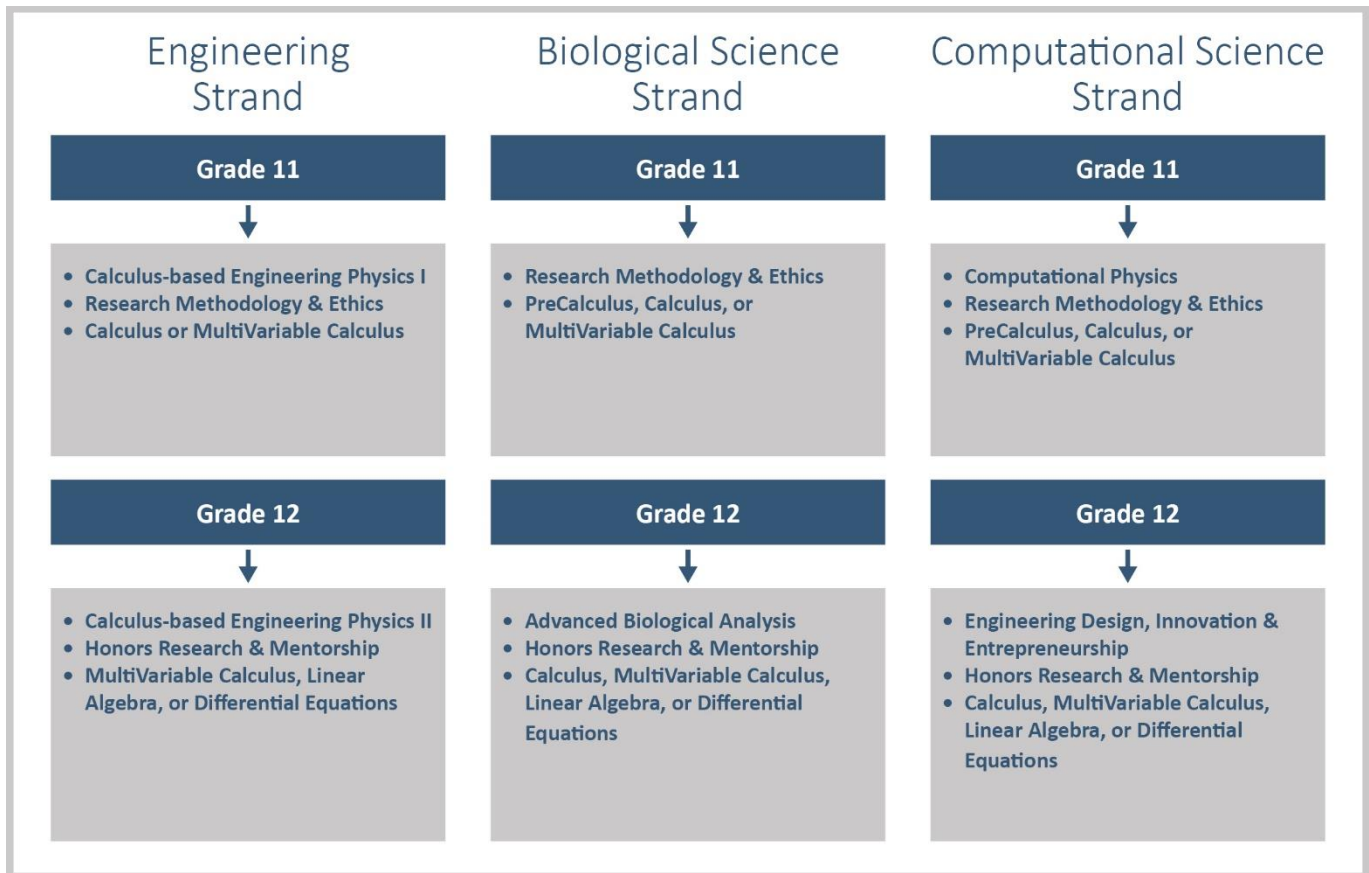 Engineering
Strand
Grade 11
• Calculus-based Engineering Physics I
• Research Methodology & Ethics
• Calculus or MultiVariable Calculus
Grade 12
• Calculus-based Engineering Physics II
• Honors Research & Mentorship
• MultiVariable Calculus, Linear
Algebra, or Differential Equations
Biological Science
Strand
Grade 11
• Research Methodology & Ethics
• PreCalculus, Calculus, or
MultiVariable Calculus
Grade 12
• Advanced Biological Analysis
• Honors Research & Mentorship
• Calculus, MultiVariable Calculus,
Linear Algebra, or Differential
Equations
Computational Science
Strand
Grade 11
• Computational Physics
• Research Methodology & Ethics
• PreCalculus, Calculus, or
MultiVariable Calculus
Grade 12
• Engineering Design, Innovation &
Entrepreneurship
• Honors Research & Mentorship
• Calculus, MultiVariable Calculus,
Linear Algebra, or Differential
Equations